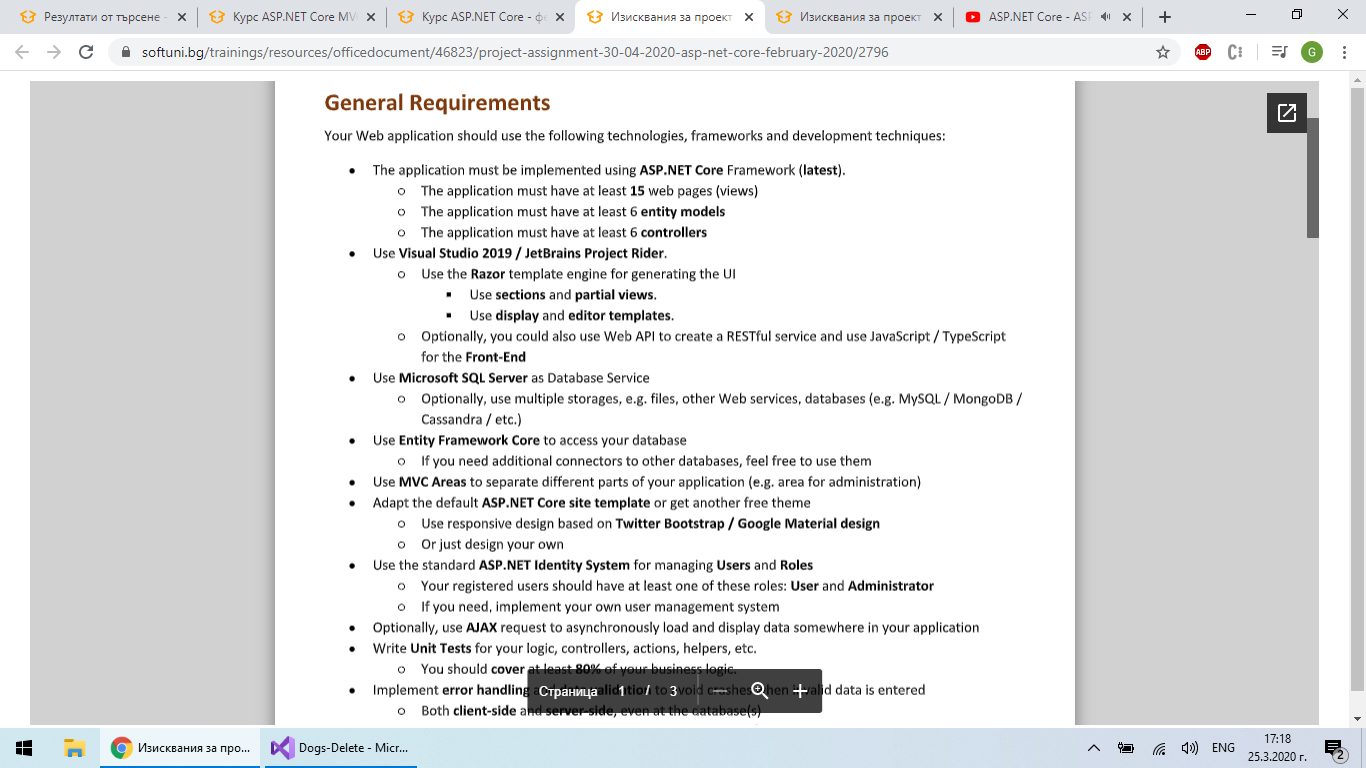 Резултати от търсене
Курс ASP.NET Core MV
Курс ASP.NET Core - фе
Изисквания за проект
Изисквания за проект
ASP.NET Core - ASP
softuni.bg/trainings/resources/officedocument/46823/project-assignment-30-04-2020-asp-net-core-february-2020/2796
ABP
G
General Requirements
Your Web application should use the following technologies, frameworks and development techniques:
• The application must be implemented using ASP.NET Core Framework (latest).
o The application must have at least 15 web pages (views)
o The application must have at least 6 entity models
o The application must have at least 6 controllers
• Use Visual Studio 2019 / JetBrains Project Rider.
o Use the Razor template engine for generating the UI
▪ Use sections and partial views.
▪ Use display and editor templates.
o Optionally, you could also use Web API to create a RESTful service and use JavaScript / TypeScript
for the Front-End
• Use Microsoft SQL Server as Database Service
o Optionally, use multiple storages, e.g. files, other Web services, databases (e.g. MySQL / MongoDB /
Cassandra / etc.)
• Use Entity Framework Core to access your database
o If you need additional connectors to other databases, feel free to use them
• Use MVC Areas to separate different parts of your application (e.g. area for administration)
• Adapt the default ASP.NET Core site template or get another free theme
o Use responsive design based on Twitter Bootstrap / Google Material design
o Or just design your own
• Use the standard ASP.NET Identity System for managing Users and Roles
o Your registered users should have at least one of these roles: User and Administrator
o If you need, implement your own user management system
• Optionally, use AJAX request to asynchronously load and display data somewhere in your application
• Write Unit Tests for your logic, controllers, actions, helpers, etc.
o You should cover at least 80% of your business logic.
• Implement error handling and data validation to avoid crashes when invalid data is entered
o Both client-side and server-side, even at the database(s)
Страница 1 / 3
Изисквания за про...
Dogs-Delete - Micr...
ENG
17:18
25.3.2020 г.
2